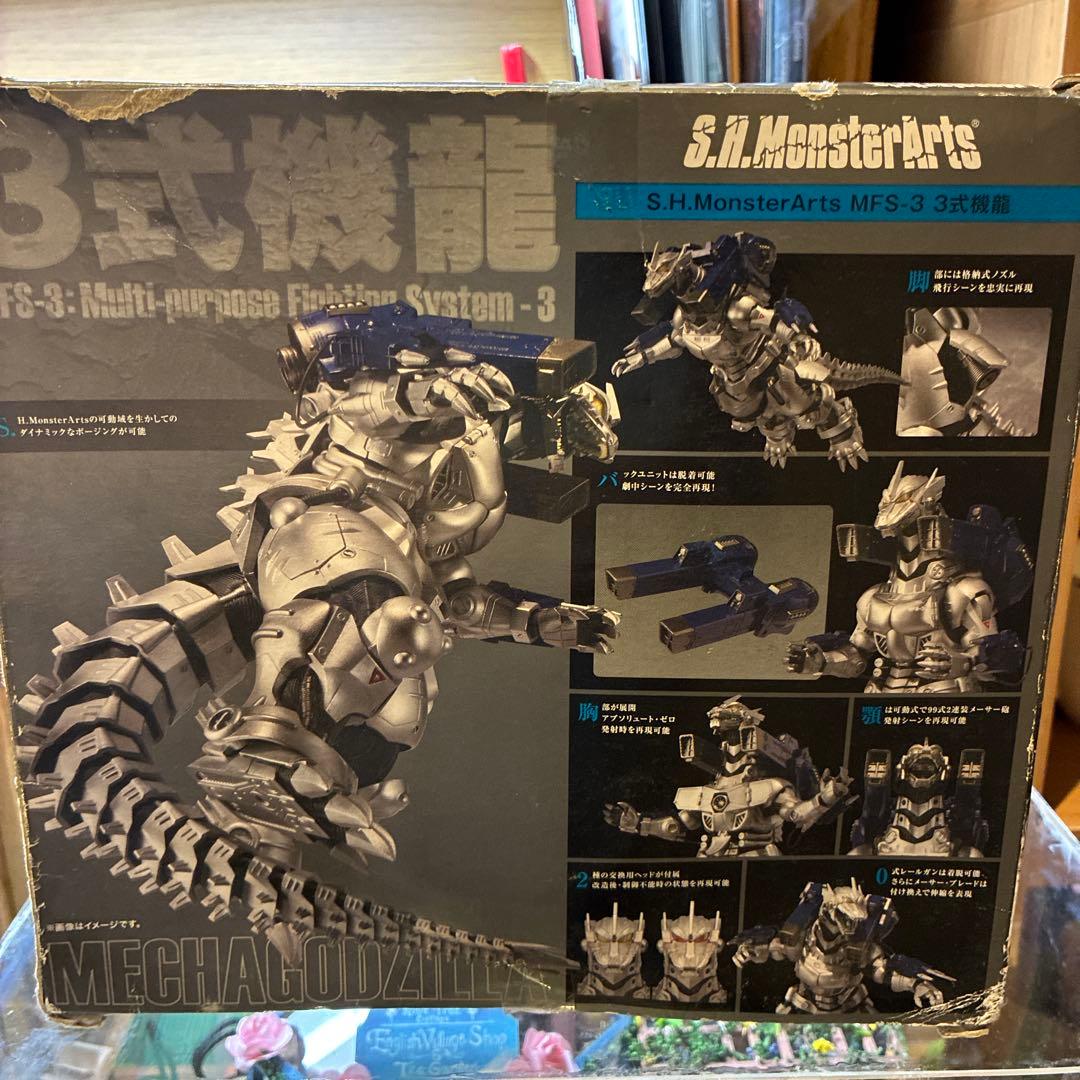 3式機龍
FS-3: Multi-purpose Fighting System - 3
S.H.MonsterArts®
S.H.MonsterArts MFS-3 3式機龍
S.H.MonsterArtsの可動域を生かしての
ダイナミックなポージングが可能
脚部には格納式ノズル
飛行シーンを忠実に再現
バックユニットは脱着可能
劇中シーンを完全再現!
胸部が展開
アブソリュート・ゼロ
発射時を再現可能
顎は可動式で99式2連装メーサー砲
発射シーンを再現可能
2種の交換用ヘッドが付属
改造後・制御不能時の状態を再現可能
0式レールガンは着脱可能
さらにメーサー・ブレードは
付け換えで伸縮を表現
※画像はイメージです。
MECHAGODZILLA
English Village Shop
Tea Garden